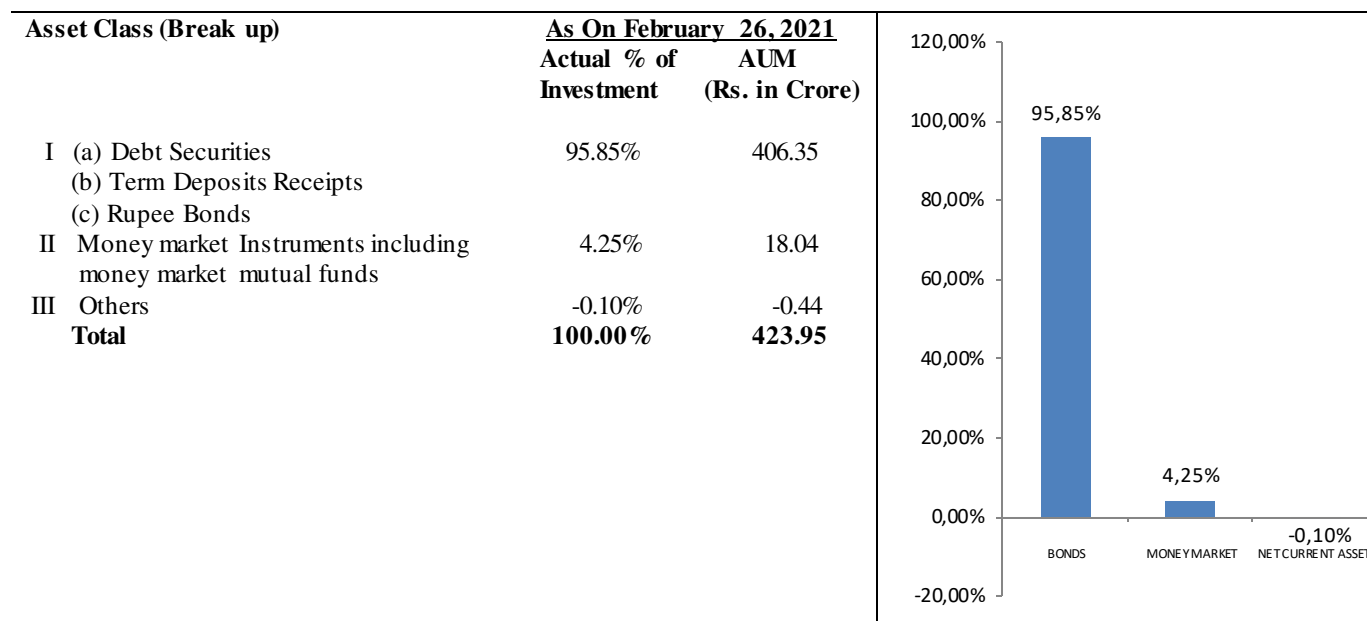 Asset Class (Break up) As On February 26, 2021
Actual % of Investment AUM (Rs. in Crore)
I (a) Debt Securities 95.85% 406.35
(b) Term Deposits Receipts
(c) Rupee Bonds
II Money market Instruments including 4.25% 18.04
money market mutual funds
III Others -0.10% -0.44
Total 100.00% 423.95
120,00%
100,00%
80,00%
60,00%
40,00%
20,00%
0,00%
-20,00%
95,85%
4,25%
-0,10%
BONDS MONEY MARKET NET CURRENT ASSET